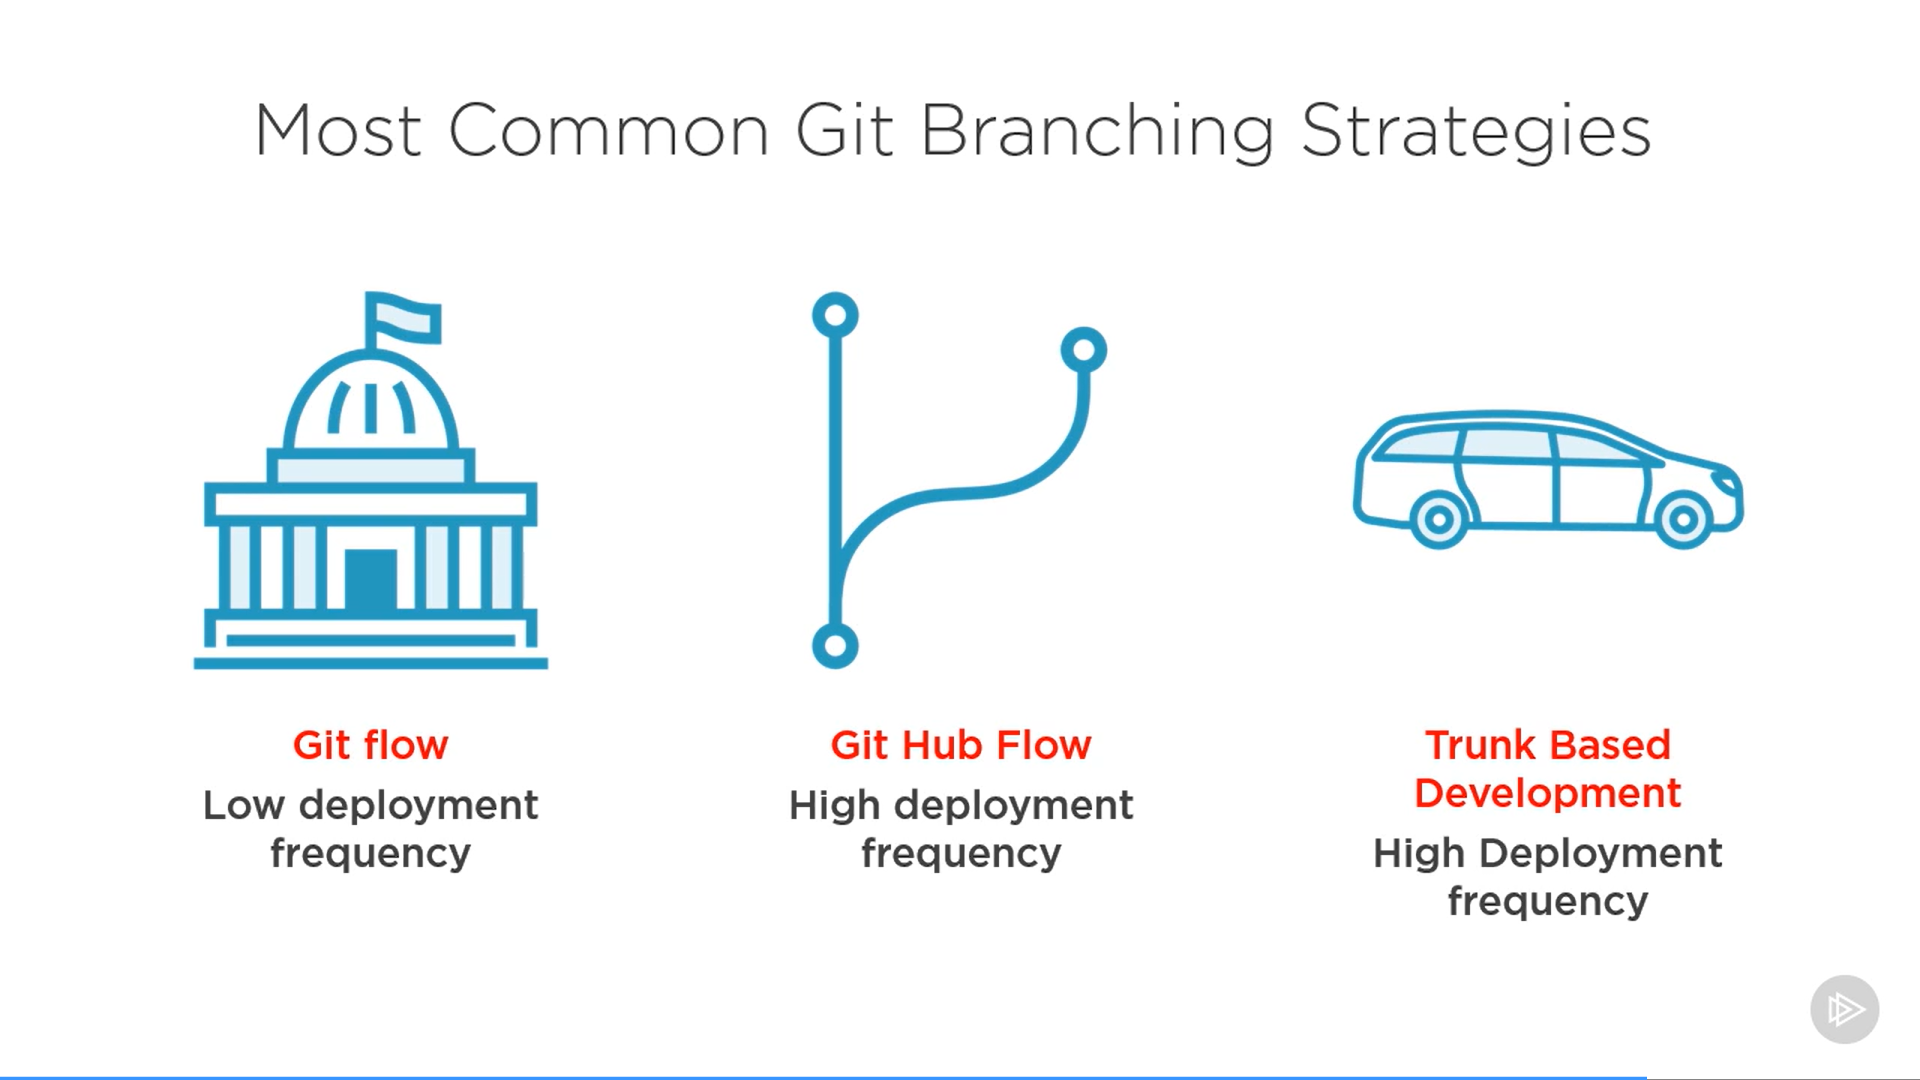 Most Common Git Branching Strategies
Git flow
Low deployment
frequency
Git Hub Flow
High deployment
frequency
Trunk Based
Development
High Deployment
frequency